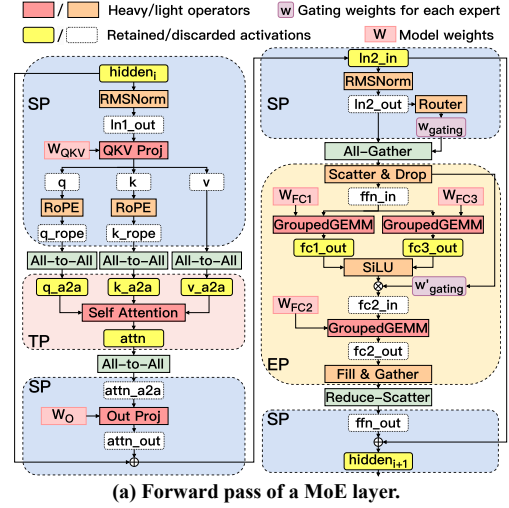 / Heavy/light operators
w Gating weights for each expert
/ Retained/discarded activations
W Model weights
hidden_i
SP
RMSNorm
ln1_out
W_QKV
QKV Proj
q k v
RoPE RoPE
q_rope k_rope
All-to-All All-to-All All-to-All
q_a2a k_a2a v_a2a
Self Attention
attn
TP
All-to-All
SP
attn_a2a
W_O
Out Proj
attn_out
ln2_in
RMSNorm
SP
ln2_out
Router
w_gating
All-Gather
Scatter & Drop
ffn_in
W_FC1 W_FC3
GroupedGEMM GroupedGEMM
fc1_out fc3_out
SiLU
w'_gating
fc2_in
W_FC2
GroupedGEMM
fc2_out
EP
Fill & Gather
Reduce-Scatter
SP
ffn_out
hidden_i+1
(a) Forward pass of a MoE layer.